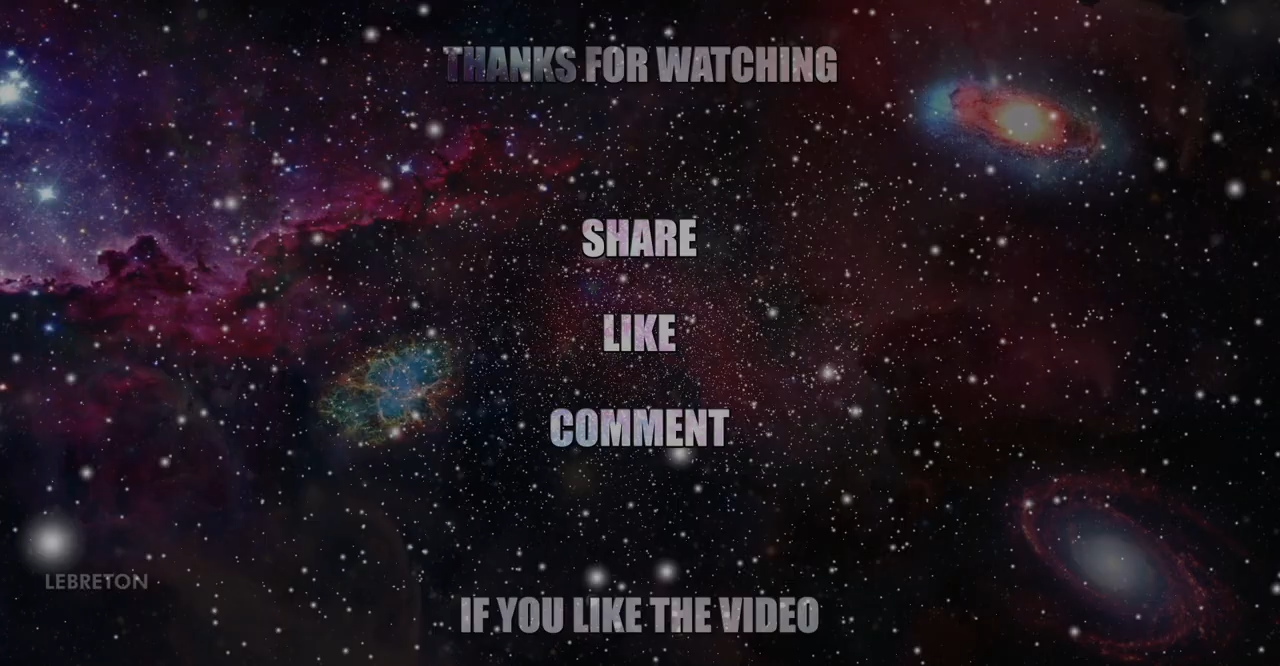 THANKS FOR WATCHING
SHARE
LIKE
COMMENT
LEBRETON
IF YOU LIKE THE VIDEO